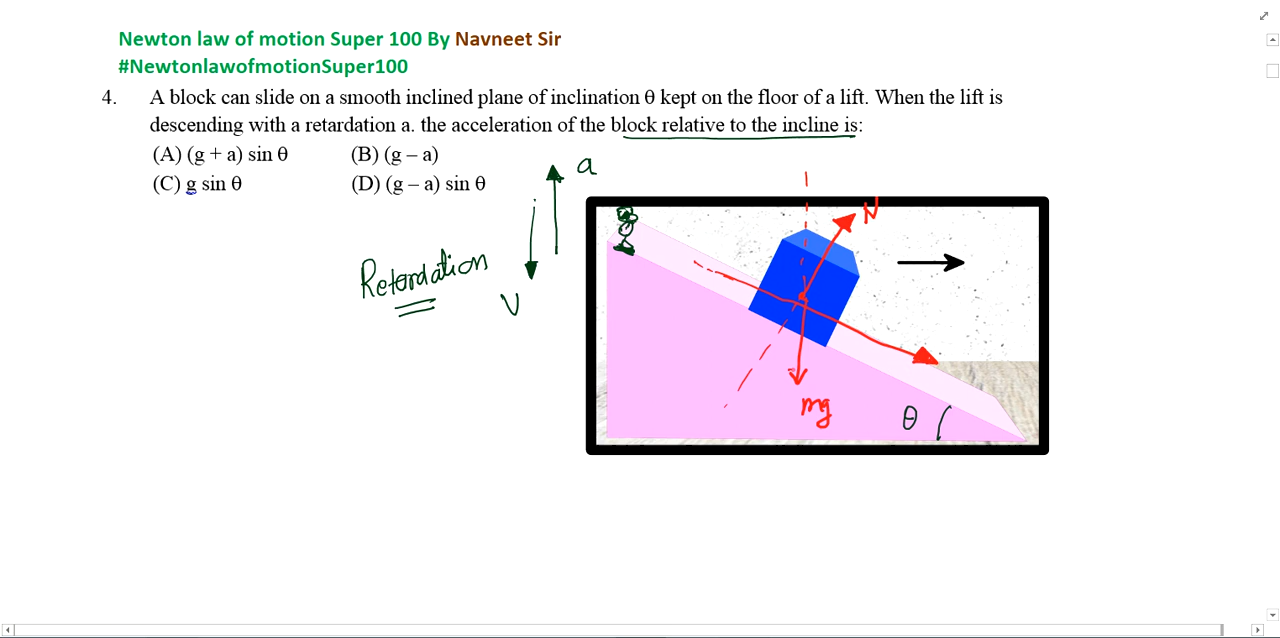 Newton law of motion Super 100 By Navneet Sir
#NewtonlawofmotionSuper100
4. A block can slide on a smooth inclined plane of inclination θ kept on the floor of a lift. When the lift is
descending with a retardation a. the acceleration of the block relative to the incline is:
(A) (g + a) sin θ (B) (g – a)
(C) g sin θ (D) (g – a) sin θ
a
N
Retardation
V
mg
θ